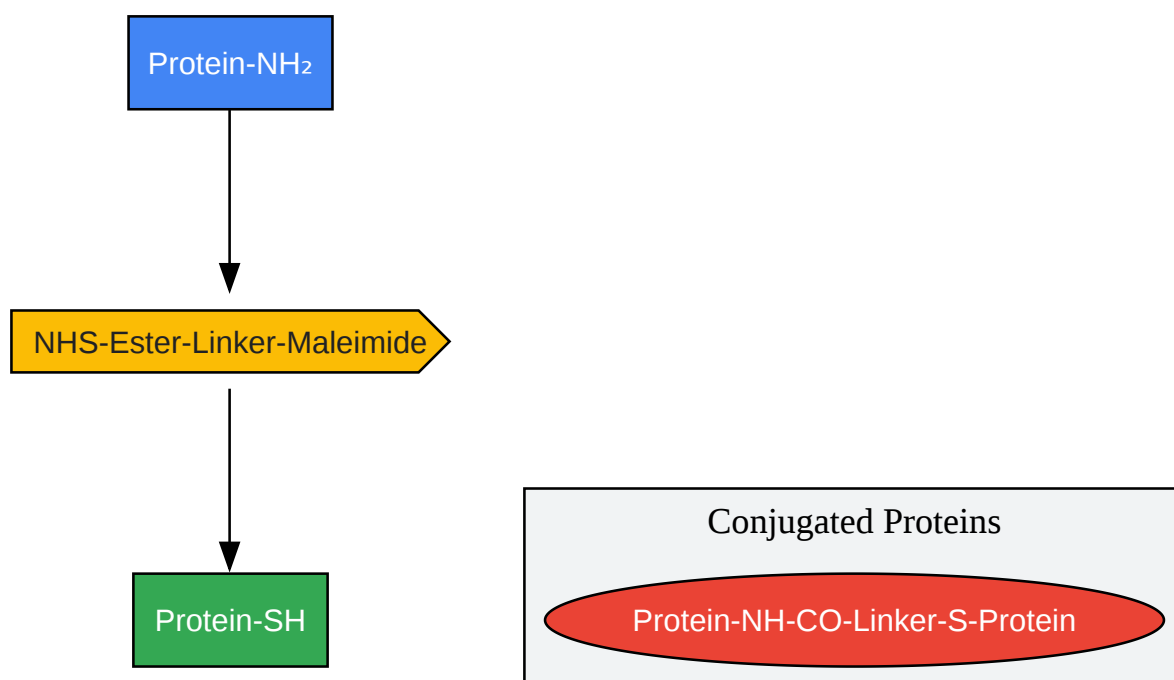 Protein-NH₂
NHS-Ester-Linker-Maleimide
Conjugated Proteins
Protein-SH
Protein-NH-CO-Linker-S-Protein